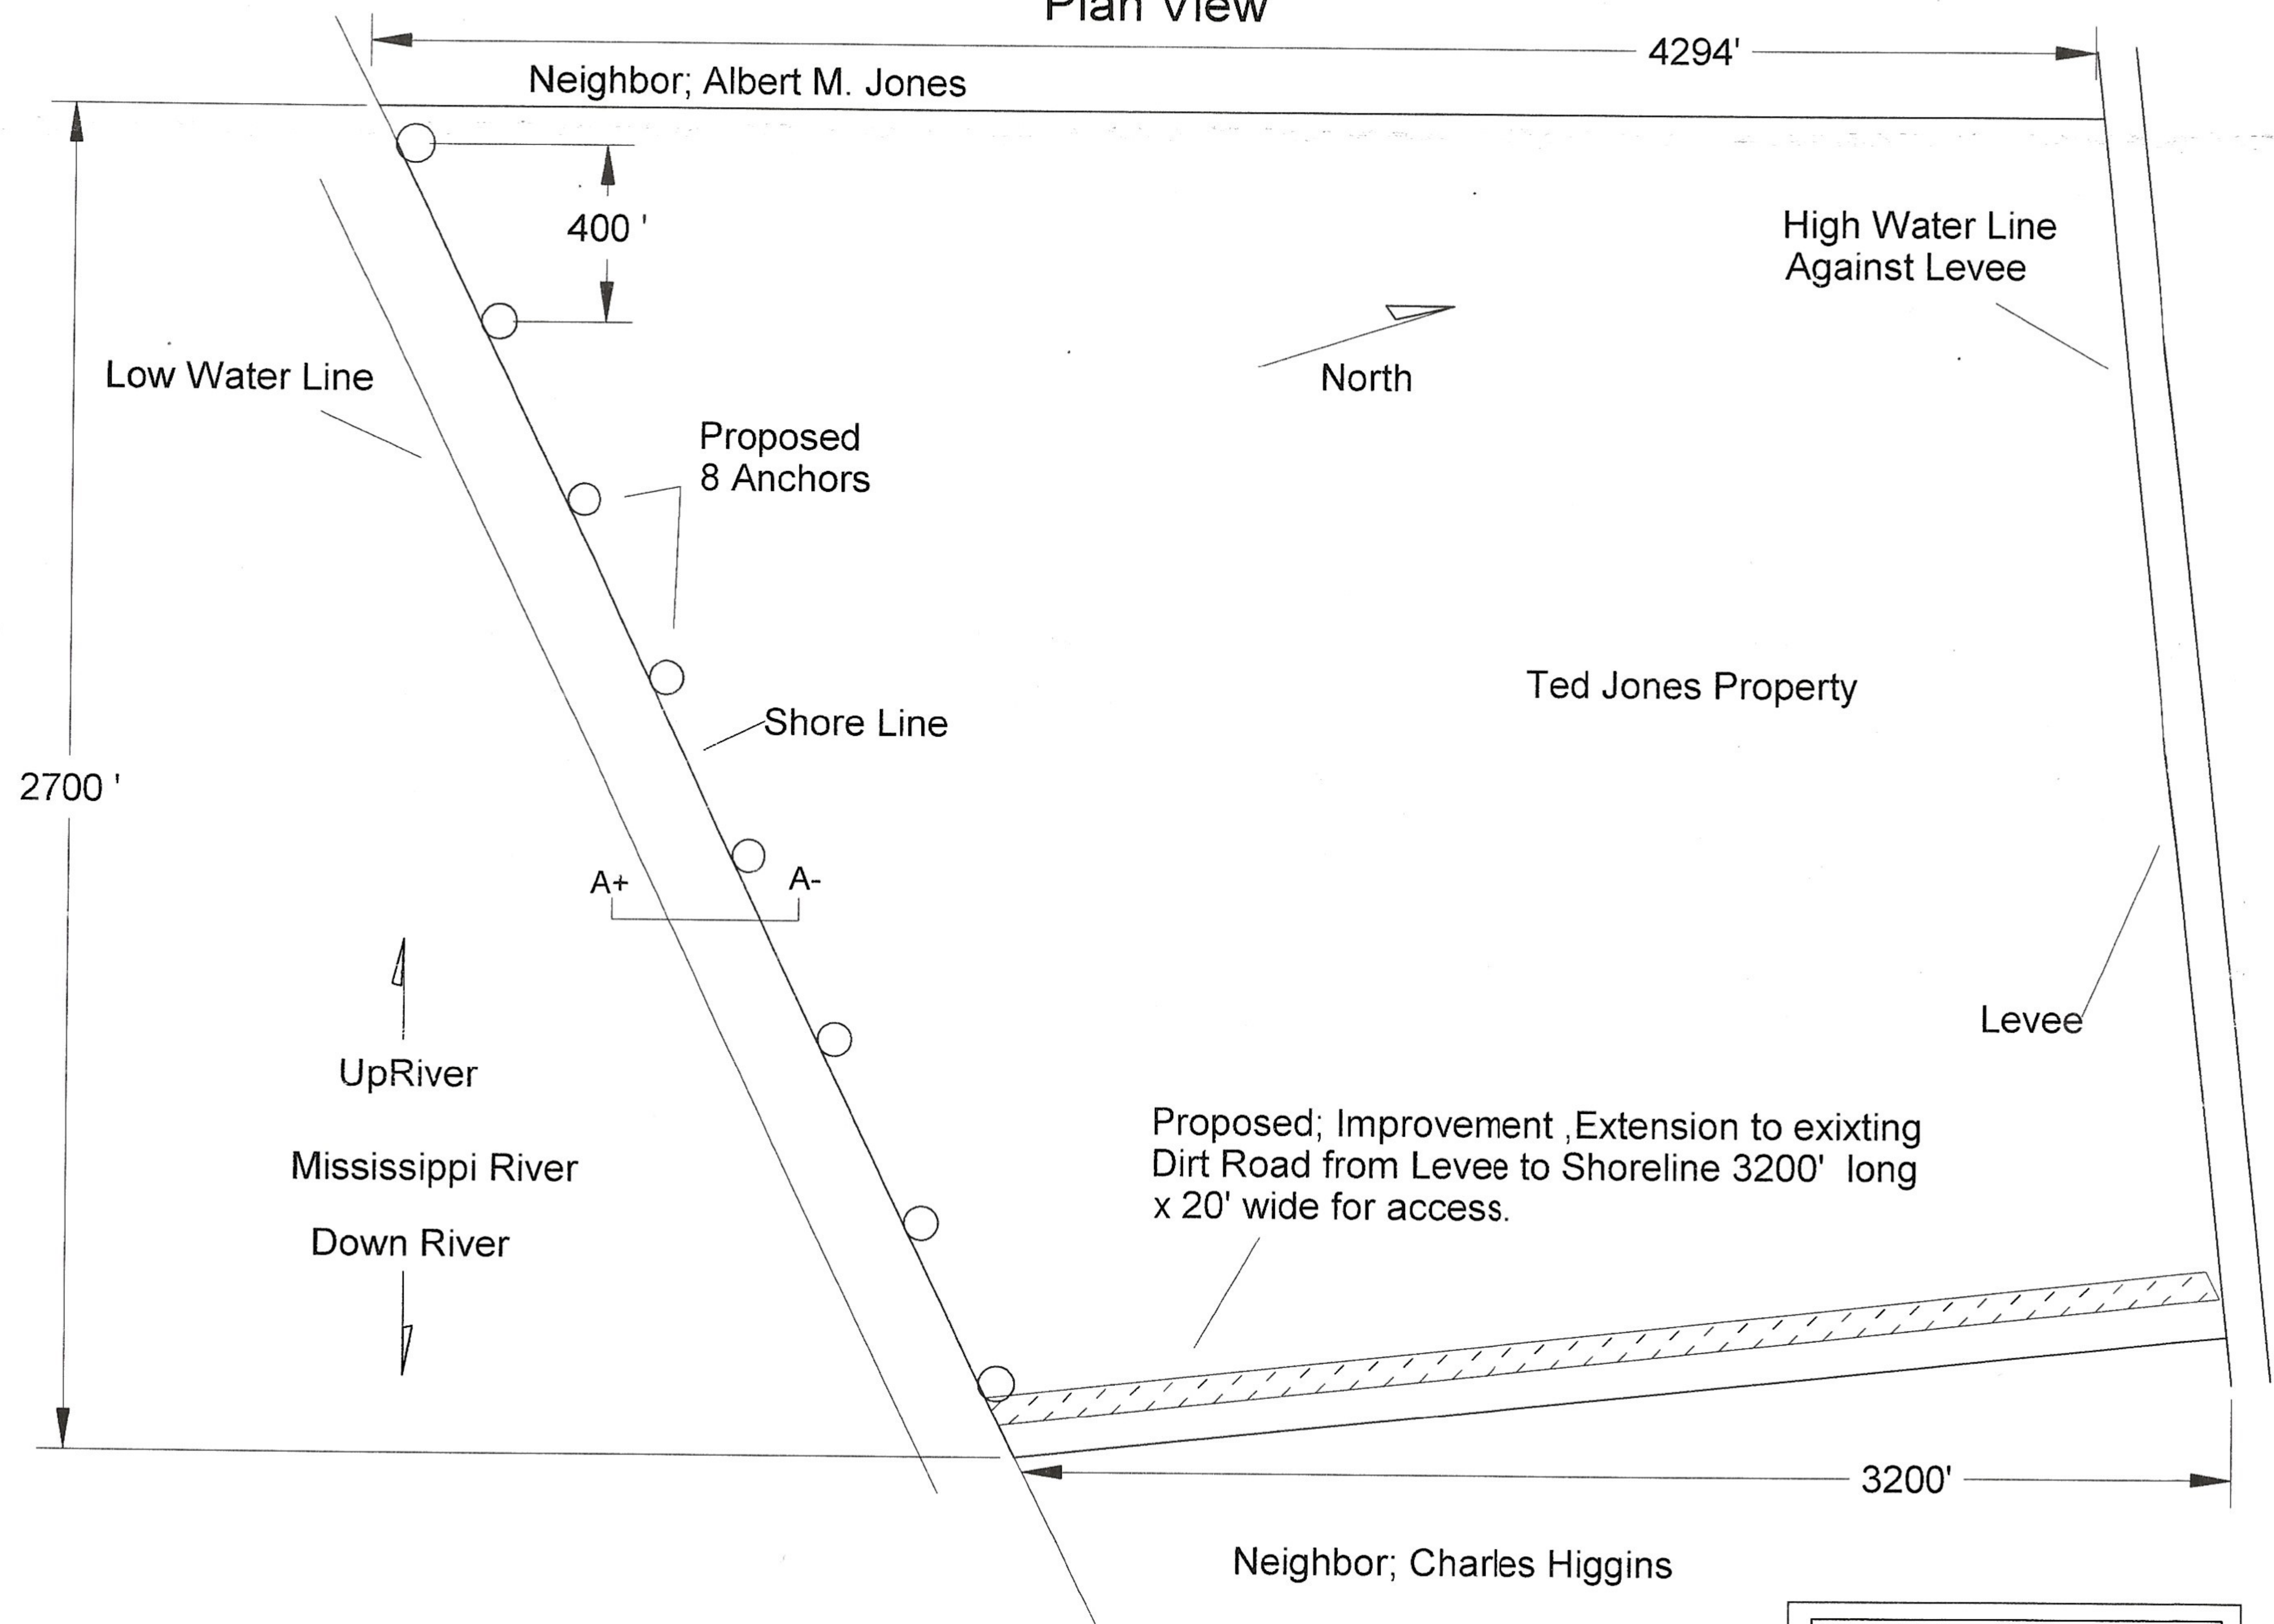 Plan View
4294'
Neighbor; Albert M. Jones
400 '
High Water Line
Against Levee
Low Water Line
North
Proposed
8 Anchors
Ted Jones Property
Shore Line
2700 '
A+
A-
Levee
UpRiver
Mississippi River
Down River
Proposed; Improvement ,Extension to exixting
Dirt Road from Levee to Shoreline 3200' long
x 20' wide for access.
3200'
Neighbor; Charles Higgins